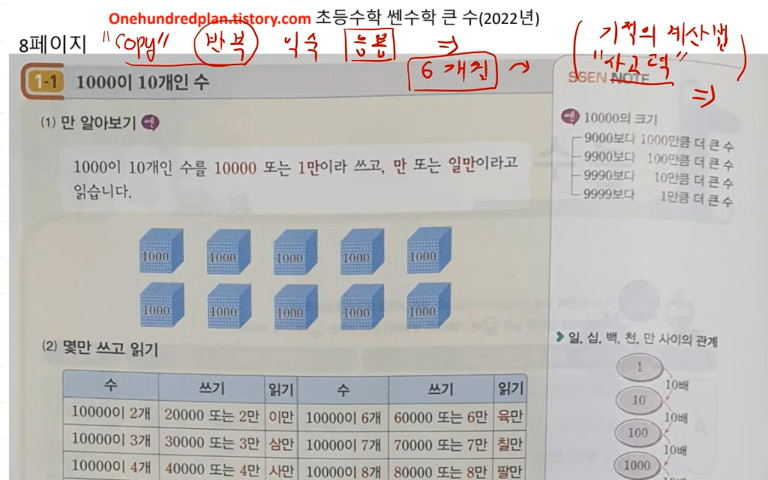 Onehundredplan.tistory.com 초등수학 쎈수학 큰 수(2022년)
8페이지 "copy" 반복 익숙 등분 ⇒ (기적의 계산법
6개전 "사고력" ) ⇒
1-1 1000이 10개인 수
SSEN NOTE
(1) 만 알아보기 쎈
1000이 10개인 수를 10000 또는 1만이라 쓰고, 만 또는 일만이라고
읽습니다.
1000 1000 1000 1000 1000
1000 1000 1000 1000 1000
(2) 몇만 쓰고 읽기
수 쓰기 읽기 수 쓰기 읽기
10000이 2개 20000 또는 2만 이만 10000이 6개 60000 또는 6만 육만
10000이 3개 30000 또는 3만 삼만 10000이 7개 70000 또는 7만 칠만
10000이 4개 40000 또는 4만 사만 10000이 8개 80000 또는 8만 팔만
쎈 10000의 크기
9000보다 1000만큼 더 큰 수
9900보다 100만큼 더 큰 수
9990보다 10만큼 더 큰 수
9999보다 1만큼 더 큰 수
일, 십, 백, 천, 만 사이의 관계
1
10배
10
10배
100
10배
1000
10배